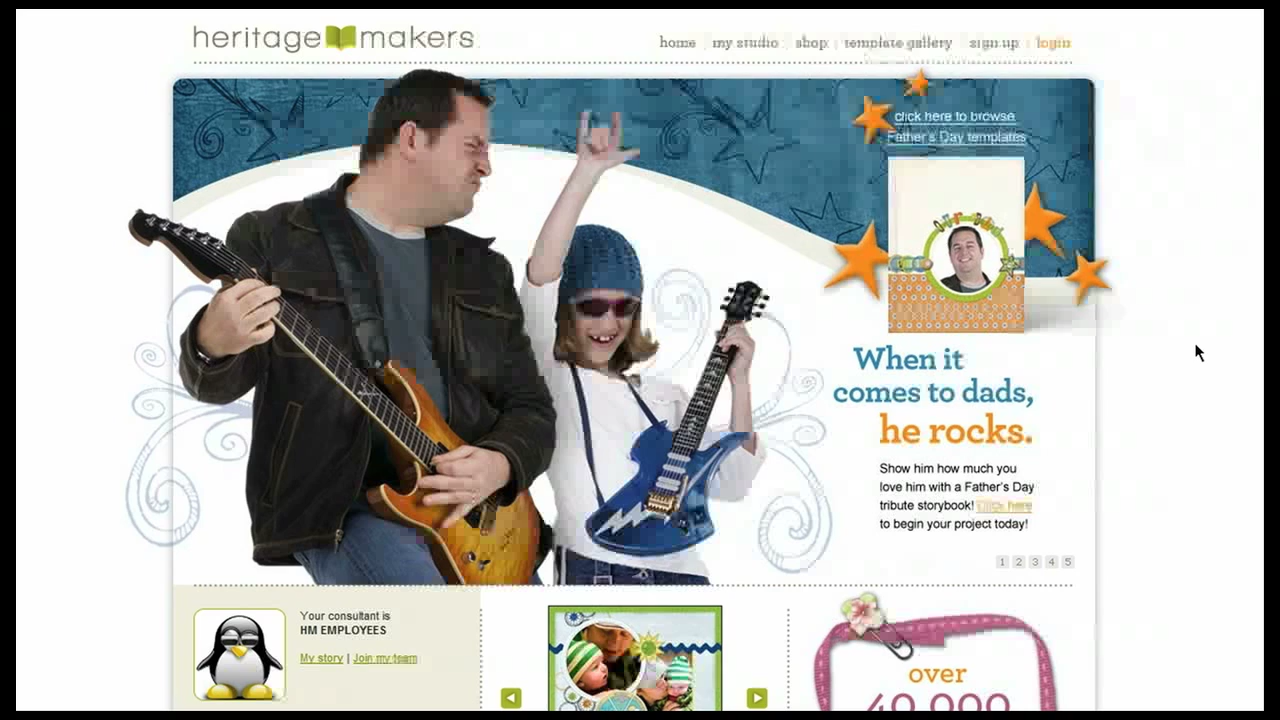 heritage makers
home my studio shop template gallery sign up login
click here to browse
Father's Day templates
When it
comes to dads,
he rocks.
Show him how much you
love him with a Father's Day
tribute storybook! Click here
to begin your project today!
1 2 3 4 5
Your consultant is
HM EMPLOYEES
My story | Join my team
over
40,000